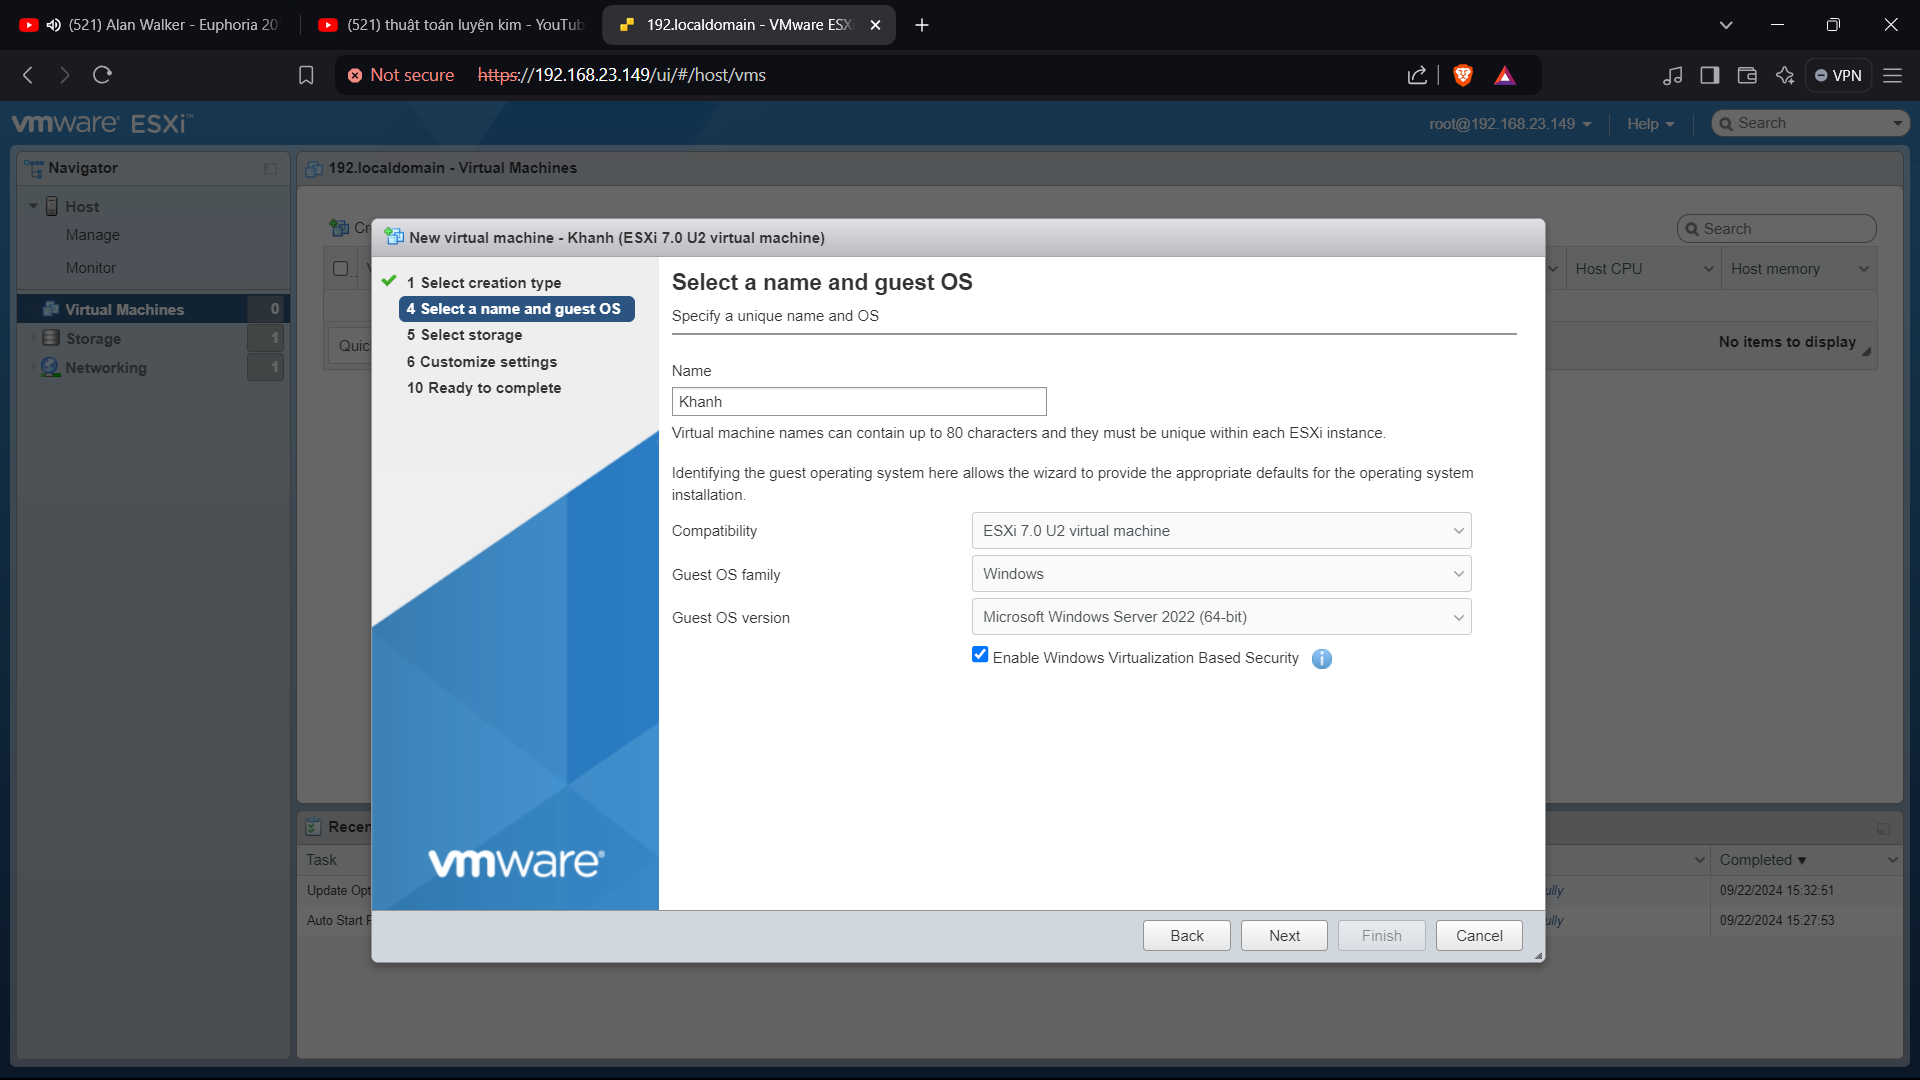 (521) Alan Walker - Euphoria 20
(521) thuật toán luyện kim - YouTub
192.localdomain - VMware ESX
Not secure https://192.168.23.149/ui/#/host/vms
VPN
vmware ESXi™
root@192.168.23.149
Help
Search
Navigator
Host
Manage
Monitor
Virtual Machines 0
Storage 1
Networking 1
192.localdomain - Virtual Machines
Cr
Search
Host CPU
Host memory
Quic
No items to display
New virtual machine - Khanh (ESXi 7.0 U2 virtual machine)
1 Select creation type
4 Select a name and guest OS
5 Select storage
6 Customize settings
10 Ready to complete
vmware®
Select a name and guest OS
Specify a unique name and OS
Name
Khanh
Virtual machine names can contain up to 80 characters and they must be unique within each ESXi instance.
Identifying the guest operating system here allows the wizard to provide the appropriate defaults for the operating system
installation.
Compatibility
ESXi 7.0 U2 virtual machine
Guest OS family
Windows
Guest OS version
Microsoft Windows Server 2022 (64-bit)
Enable Windows Virtualization Based Security
Back
Next
Finish
Cancel
Recen
Task
Completed ▼
Update Opt
ully
09/22/2024 15:32:51
Auto Start P
ully
09/22/2024 15:27:53